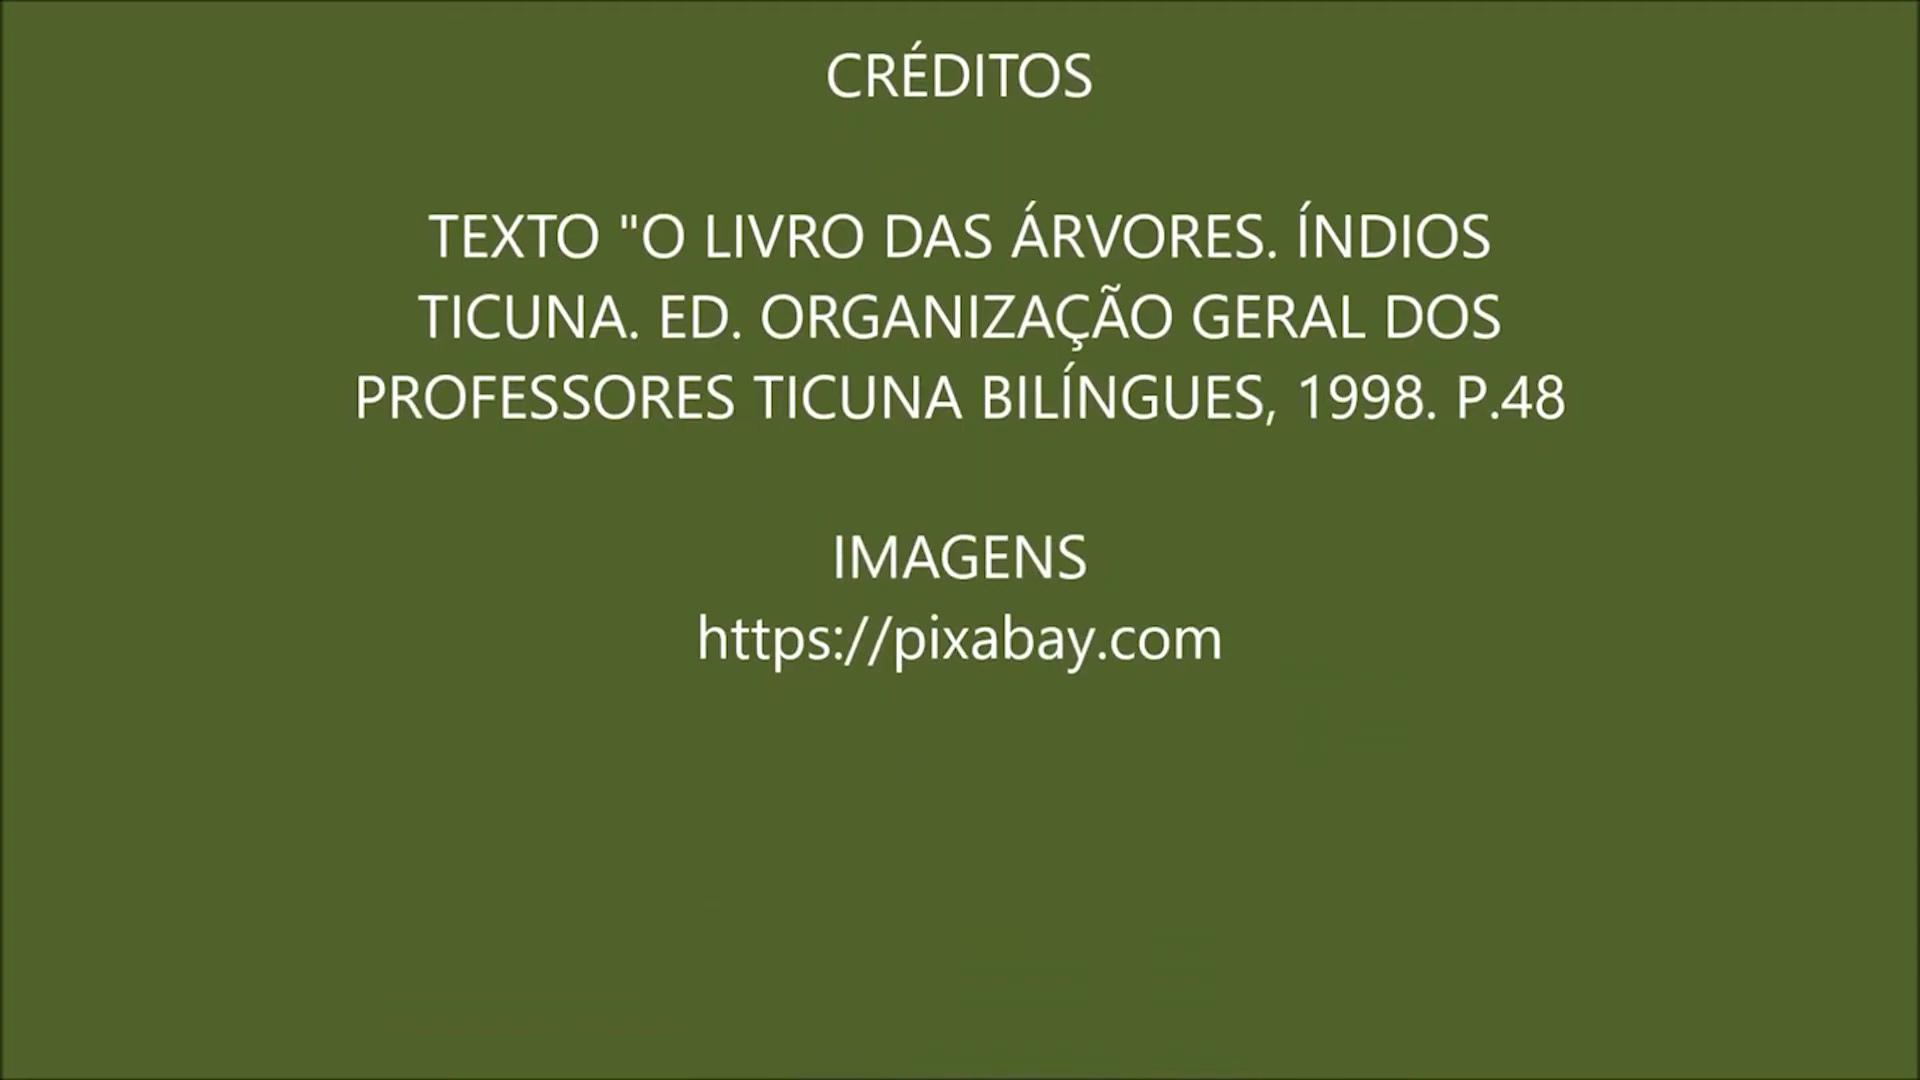 CRÉDITOS
TEXTO "O LIVRO DAS ÁRVORES. ÍNDIOS
TICUNA. ED. ORGANIZAÇÃO GERAL DOS
PROFESSORES TICUNA BILÍNGUES, 1998. P.48
IMAGENS
https://pixabay.com